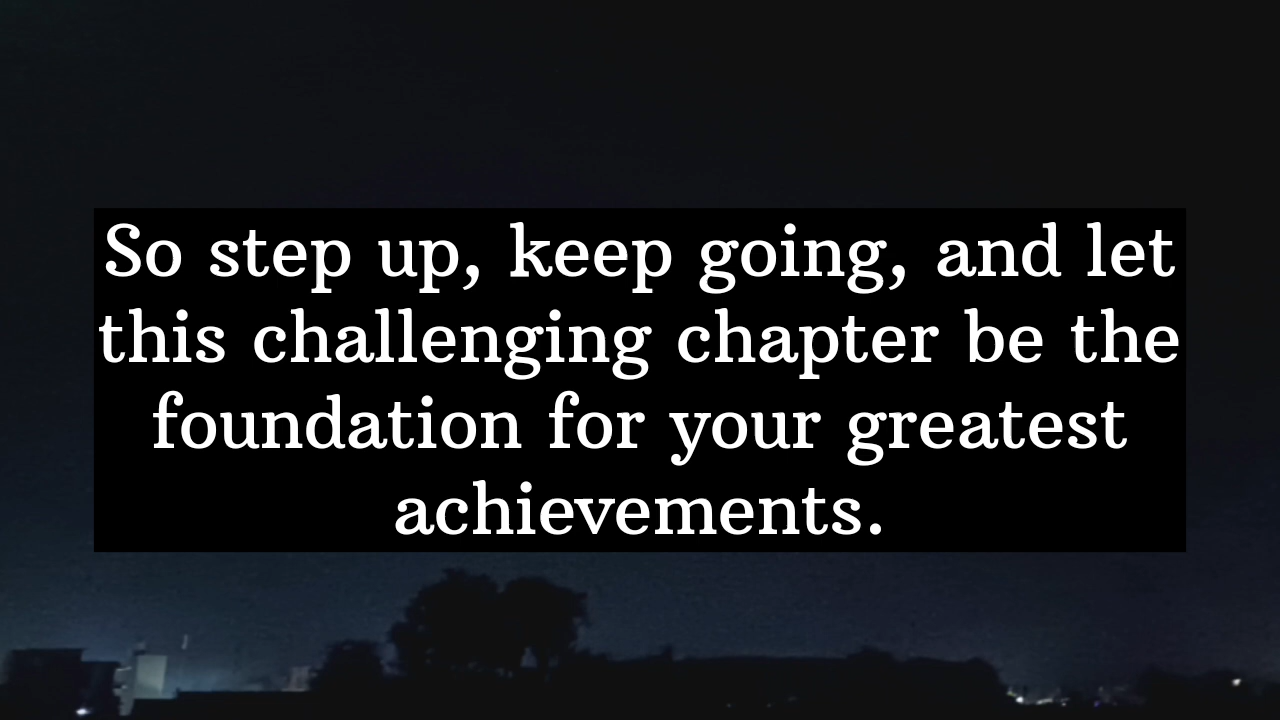 So step up, keep going, and let
this challenging chapter be the
foundation for your greatest
achievements.